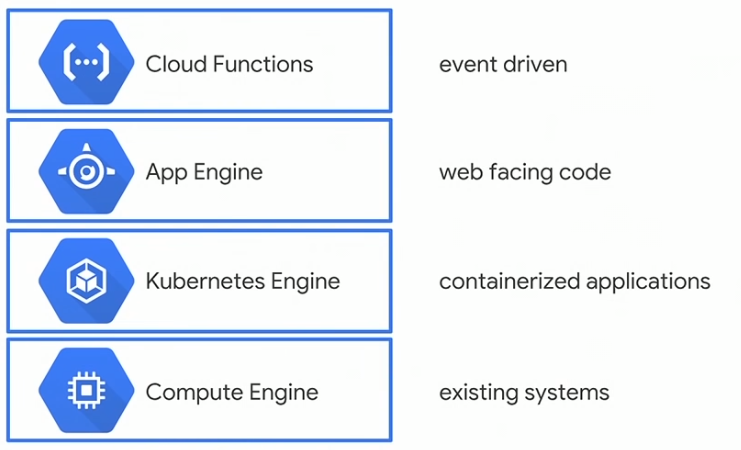 Cloud Functions event driven
App Engine web facing code
Kubernetes Engine containerized applications
Compute Engine existing systems